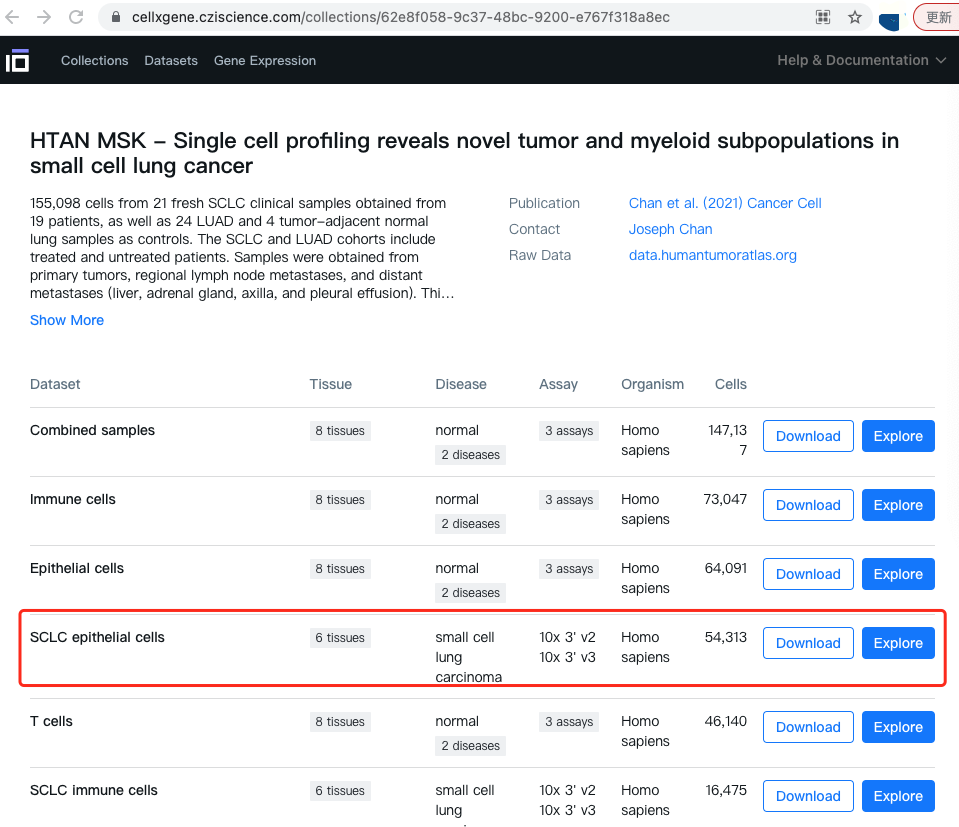 cellxgene.cziscience.com/collections/62e8f058-9c37-48bc-9200-e767f318a8ec
更新
Collections Datasets Gene Expression Help & Documentation
HTAN MSK – Single cell profiling reveals novel tumor and myeloid subpopulations in
small cell lung cancer
155,098 cells from 21 fresh SCLC clinical samples obtained from
19 patients, as well as 24 LUAD and 4 tumor–adjacent normal
lung samples as controls. The SCLC and LUAD cohorts include
treated and untreated patients. Samples were obtained from
primary tumors, regional lymph node metastases, and distant
metastases (liver, adrenal gland, axilla, and pleural effusion). Thi...
Show More
Publication Chan et al. (2021) Cancer Cell
Contact Joseph Chan
Raw Data data.humantumoratlas.org
Dataset Tissue Disease Assay Organism Cells
Combined samples 8 tissues normal 3 assays Homo 147,13 Download Explore
2 diseases sapiens 7
Immune cells 8 tissues normal 3 assays Homo 73,047 Download Explore
2 diseases sapiens
Epithelial cells 8 tissues normal 3 assays Homo 64,091 Download Explore
2 diseases sapiens
SCLC epithelial cells 6 tissues small cell 10x 3' v2 Homo 54,313 Download Explore
lung 10x 3' v3 sapiens
carcinoma
T cells 8 tissues normal 3 assays Homo 46,140 Download Explore
2 diseases sapiens
SCLC immune cells 6 tissues small cell 10x 3' v2 Homo 16,475 Download Explore
lung 10x 3' v3 sapiens